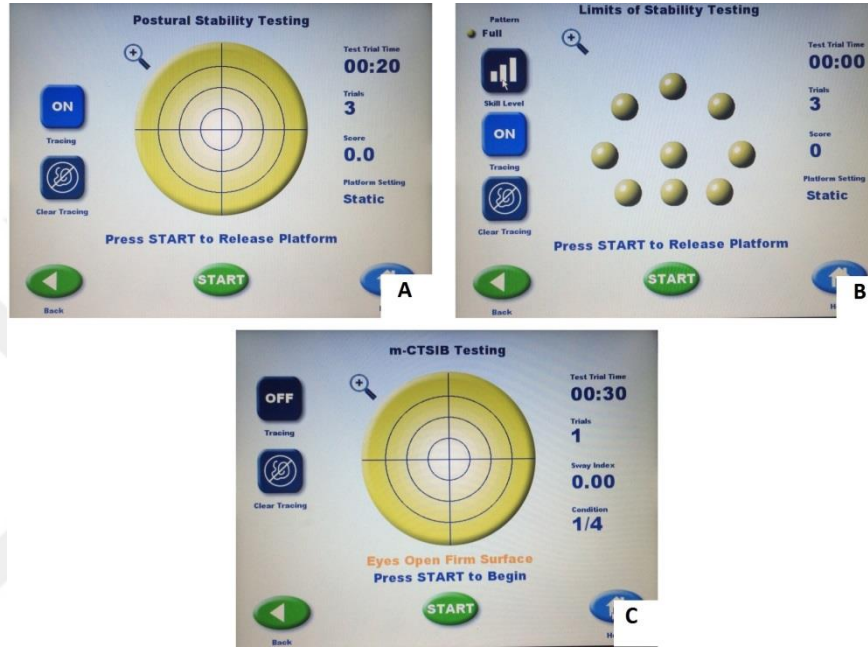 Postural Stability Testing
Test Trial Time
00:20
ON
Trials
3
Tracing
Score
0.0
Platform Setting
Static
Clear Tracing
Press START to Release Platform
START
Back
A
Limits of Stability Testing
Pattern
Full
Test Trial Time
00:00
Skill Level
Trials
3
ON
Score
0
Tracing
Platform Setting
Static
Clear Tracing
Press START to Release Platform
START
Back
B
m-CTSIB Testing
Test Trial Time
00:30
OFF
Trials
1
Tracing
Sway Index
0.00
Clear Tracing
Condition
1/4
Eyes Open Firm Surface
Press START to Begin
START
Back
C